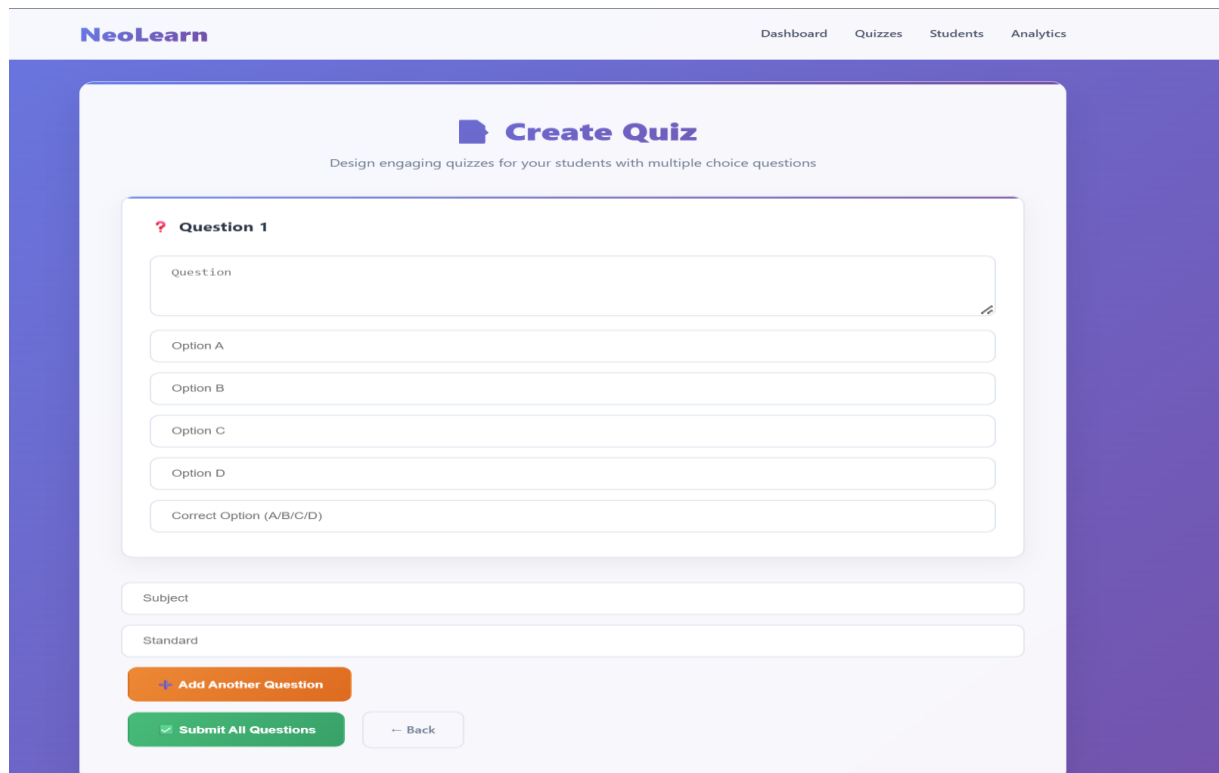 NeoLearn Dashboard Quizzes Students Analytics
Create Quiz
Design engaging quizzes for your students with multiple choice questions
❓ Question 1
Question
Option A
Option B
Option C
Option D
Correct Option (A/B/C/D)
Subject
Standard
➕ Add Another Question
✅ Submit All Questions ← Back